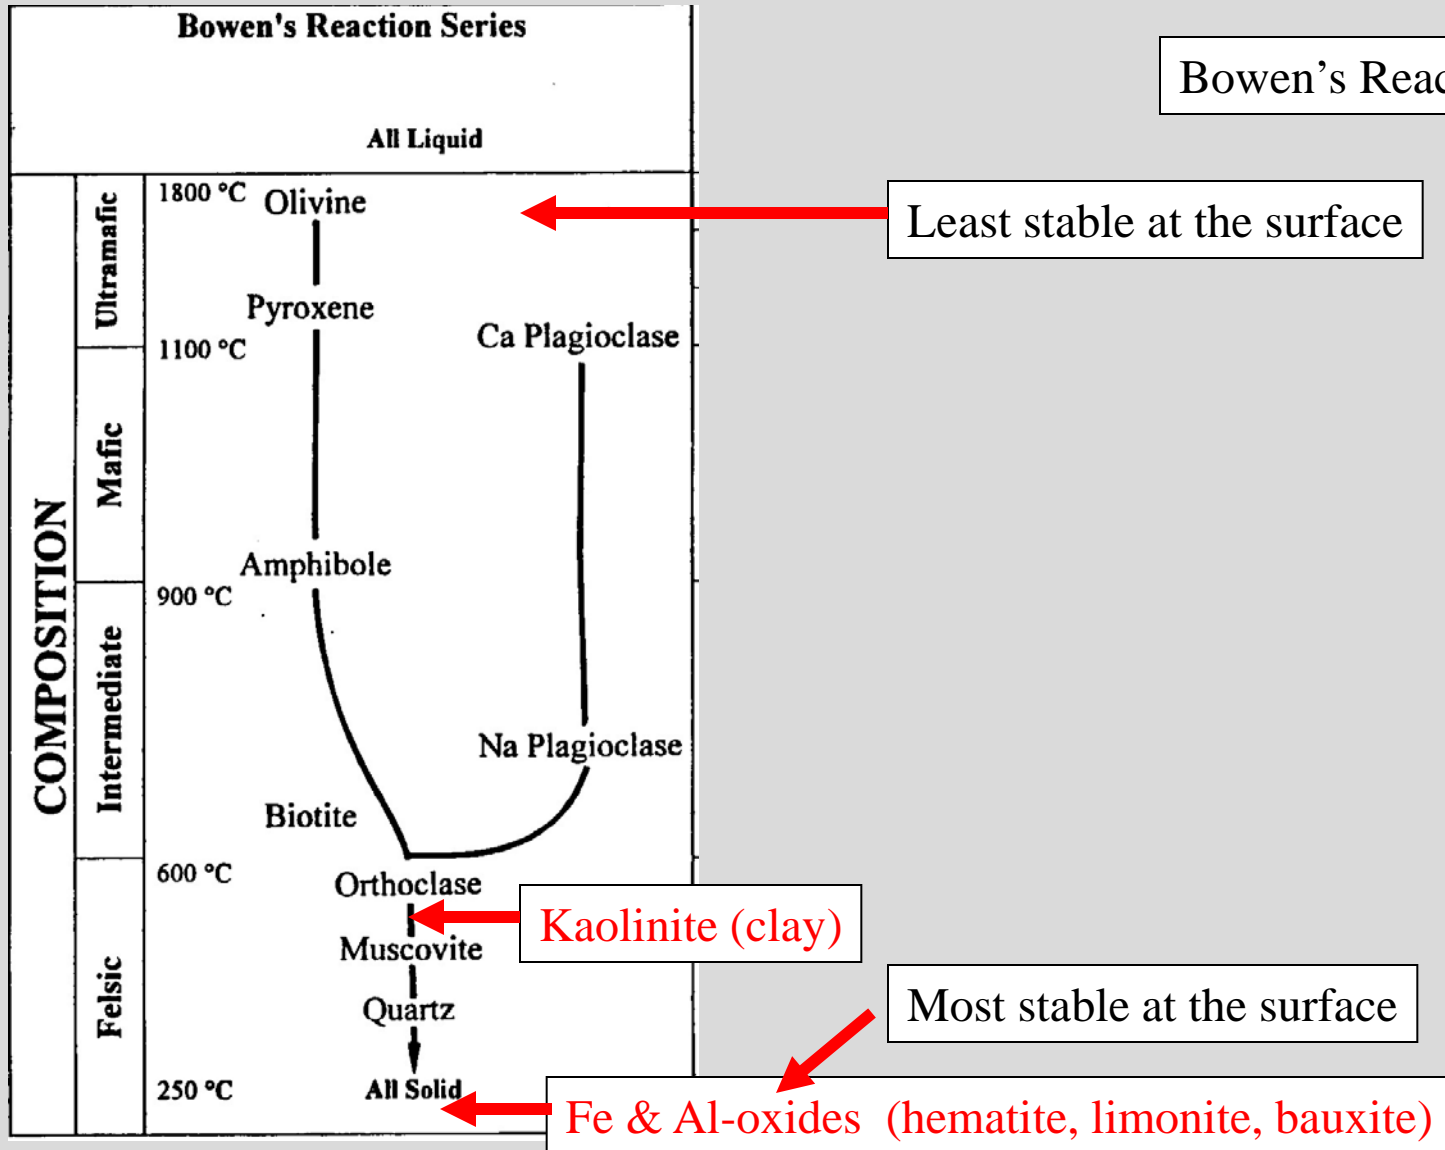 Bowen's Reaction Series
Bowen's Reac
All Liquid
COMPOSITION
Ultramafic
Mafic
Intermediate
Felsic
1800 °C
Olivine
Least stable at the surface
Pyroxene
Ca Plagioclase
1100 °C
Amphibole
900 °C
Na Plagioclase
Biotite
600 °C
Orthoclase
Kaolinite (clay)
Muscovite
Quartz
Most stable at the surface
250 °C
All Solid
Fe & Al-oxides (hematite, limonite, bauxite)